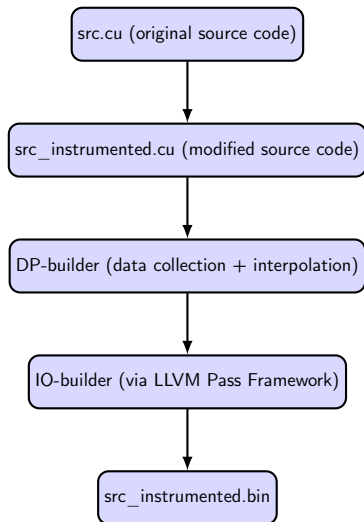 src.cu (original source code)
src_instrumented.cu (modified source code)
DP-builder (data collection + interpolation)
IO-builder (via LLVM Pass Framework)
src_instrumented.bin